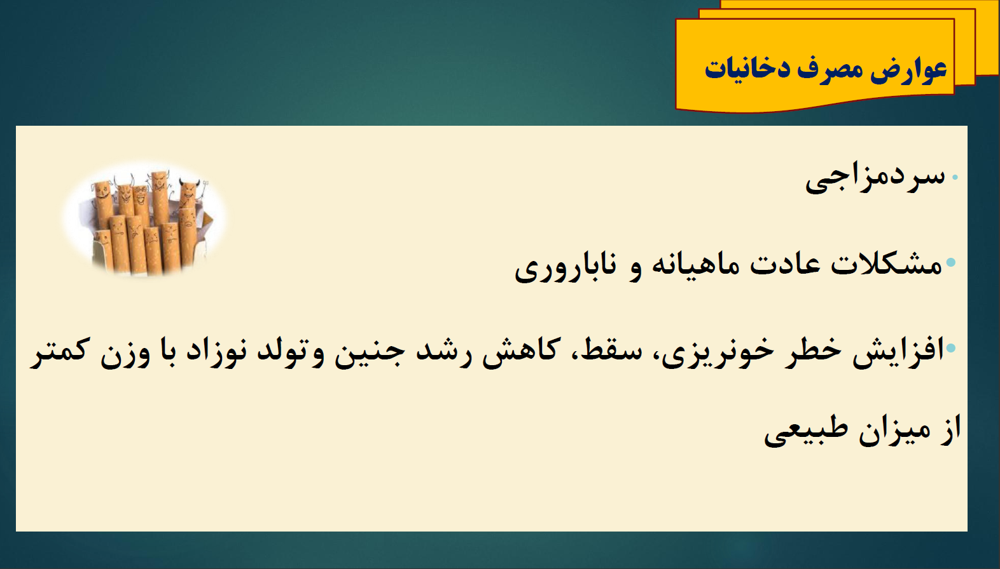 عوارض مصرف دخانیات
• سردمزاجی
•مشکلات عادت ماهیانه و ناباروری
•افزایش خطر خونریزی، سقط، کاهش رشد جنین وتولد نوزاد با وزن کمتر
از میزان طبیعی